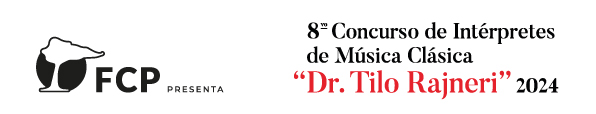 FCP PRESENTA
8vo Concurso de Intérpretes
de Música Clásica
“Dr. Tilo Rajneri” 2024